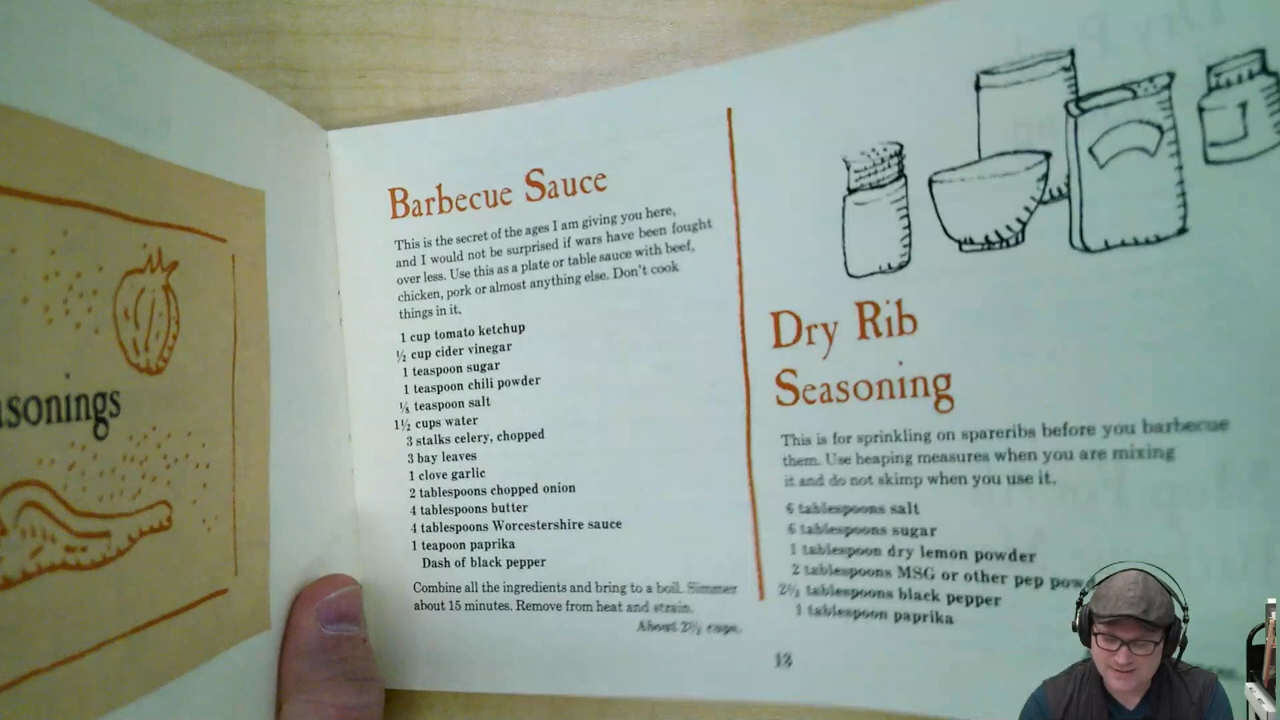 asonings
Barbecue Sauce
This is the secret of the ages I am giving you here,
and I would not be surprised if wars have been fought
over less. Use this as a plate or table sauce with beef,
chicken, pork or almost anything else. Don't cook
things in it.
1 cup tomato ketchup
½ cup cider vinegar
1 teaspoon sugar
1 teaspoon chili powder
⅛ teaspoon salt
1½ cups water
3 stalks celery, chopped
3 bay leaves
1 clove garlic
2 tablespoons chopped onion
4 tablespoons butter
4 tablespoons Worcestershire sauce
1 teapoon paprika
Dash of black pepper
Combine all the ingredients and bring to a boil. Simmer
about 15 minutes. Remove from heat and strain.
About 2½ cups.
Dry Rib
Seasoning
This is for sprinkling on spareribs before you barbecue
them. Use heaping measures when you are mixing
it and do not skimp when you use it.
6 tablespoons salt
6 tablespoons sugar
1 tablespoon dry lemon powder
2 tablespoons MSG or other pep pow
2½ tablespoons black pepper
1 tablespoon paprika